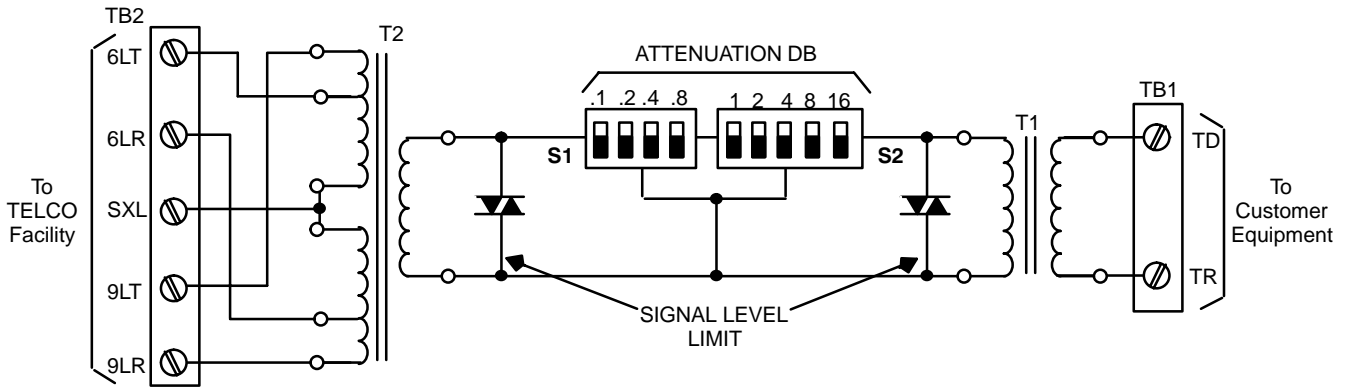 TB2
6LT
6LR
SXL
9LT
9LR
To
TELCO
Facility
T2
ATTENUATION DB
.1 .2 .4 .8
1 2 4 8 16
S1
S2
SIGNAL LEVEL
LIMIT
T1
TB1
TD
TR
To
Customer
Equipment